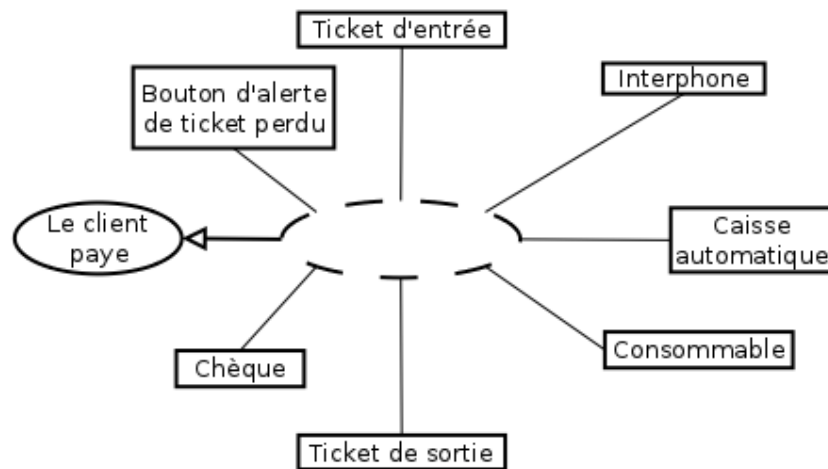 Ticket d'entrée
Interphone
Bouton d'alerte
de ticket perdu
Le client
paye
Caisse
automatique
Chèque
Consommable
Ticket de sortie